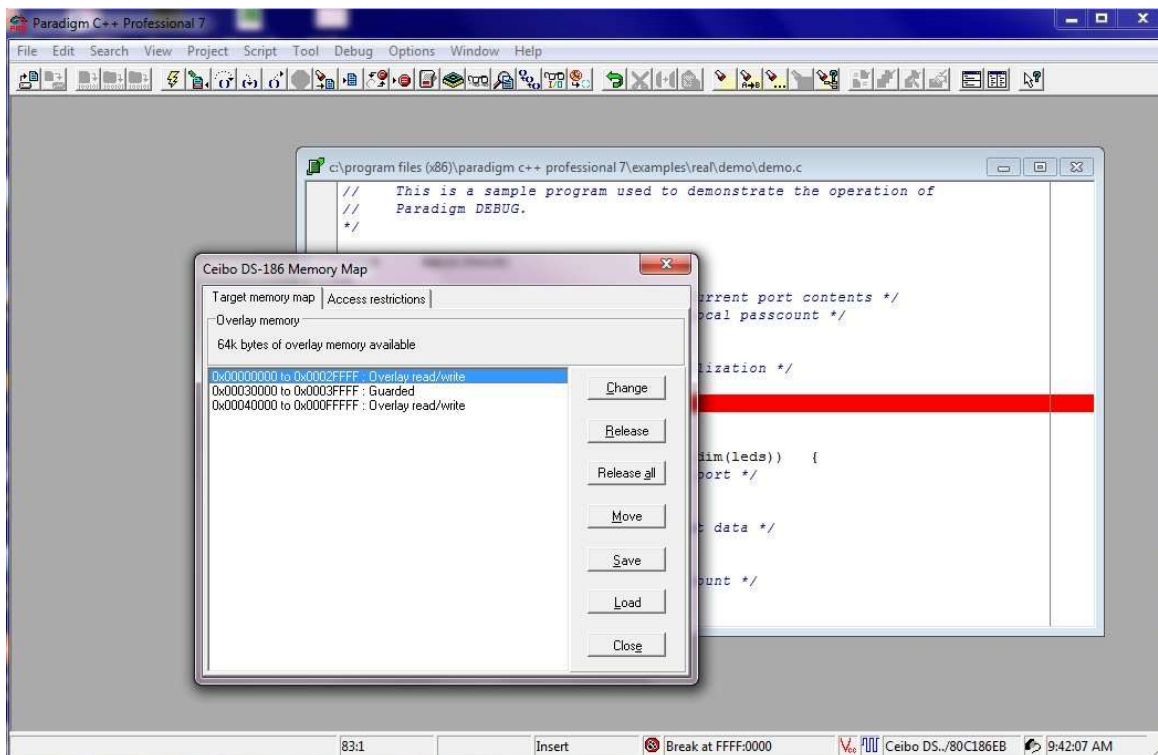 Paradigm C++ Professional 7
File Edit Search View Project Script Tool Debug Options Window Help
c:\program files (x86)\paradigm c++ professional 7\examples\real\demo\demo.c
// This is a sample program used to demonstrate the operation of
// Paradigm DEBUG.
*/
Ceibo DS-186 Memory Map
Target memory map Access restrictions
Overlay memory
64k bytes of overlay memory available
0x00000000 to 0x0002FFFF : Overlay read/write
0x00030000 to 0x0003FFFF : Guarded
0x00040000 to 0x000FFFFF : Overlay read/write
Change
Release
Release all
Move
Save
Load
Close
urrent port contents */
ocal passcount */
lization */
dim(leds)) {
port */
t data */
ount */
83:1 Insert Break at FFFF:0000 Vcc Ceibo DS../80C186EB 9:42:07 AM